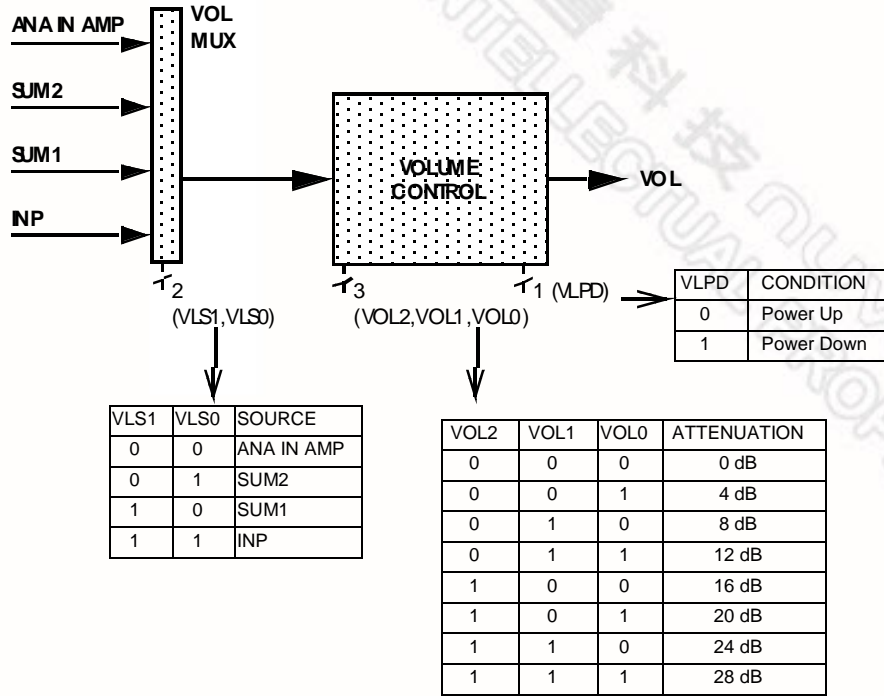 ANA IN AMP
SUM2
SUM1
INP
VOL
MUX
VOLUME
CONTROL
VOL
2
(VLS1,VLS0)
3
(VOL2,VOL1,VOL0)
1 (VLPD)
VLPD CONDITION
0 Power Up
1 Power Down
VLS1 VLS0 SOURCE
0 0 ANA IN AMP
0 1 SUM2
1 0 SUM1
1 1 INP
VOL2 VOL1 VOL0 ATTENUATION
0 0 0 0 dB
0 0 1 4 dB
0 1 0 8 dB
0 1 1 12 dB
1 0 0 16 dB
1 0 1 20 dB
1 1 0 24 dB
1 1 1 28 dB
科技